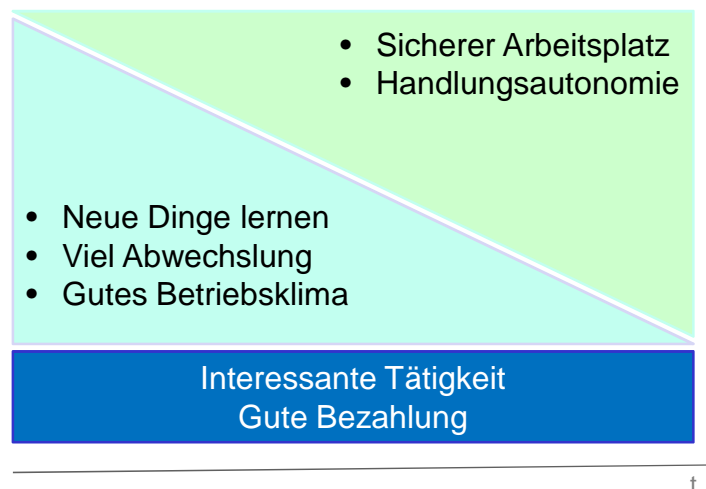 • Sicherer Arbeitsplatz
• Handlungsautonomie
• Neue Dinge lernen
• Viel Abwechslung
• Gutes Betriebsklima
Interessante Tätigkeit
Gute Bezahlung
t